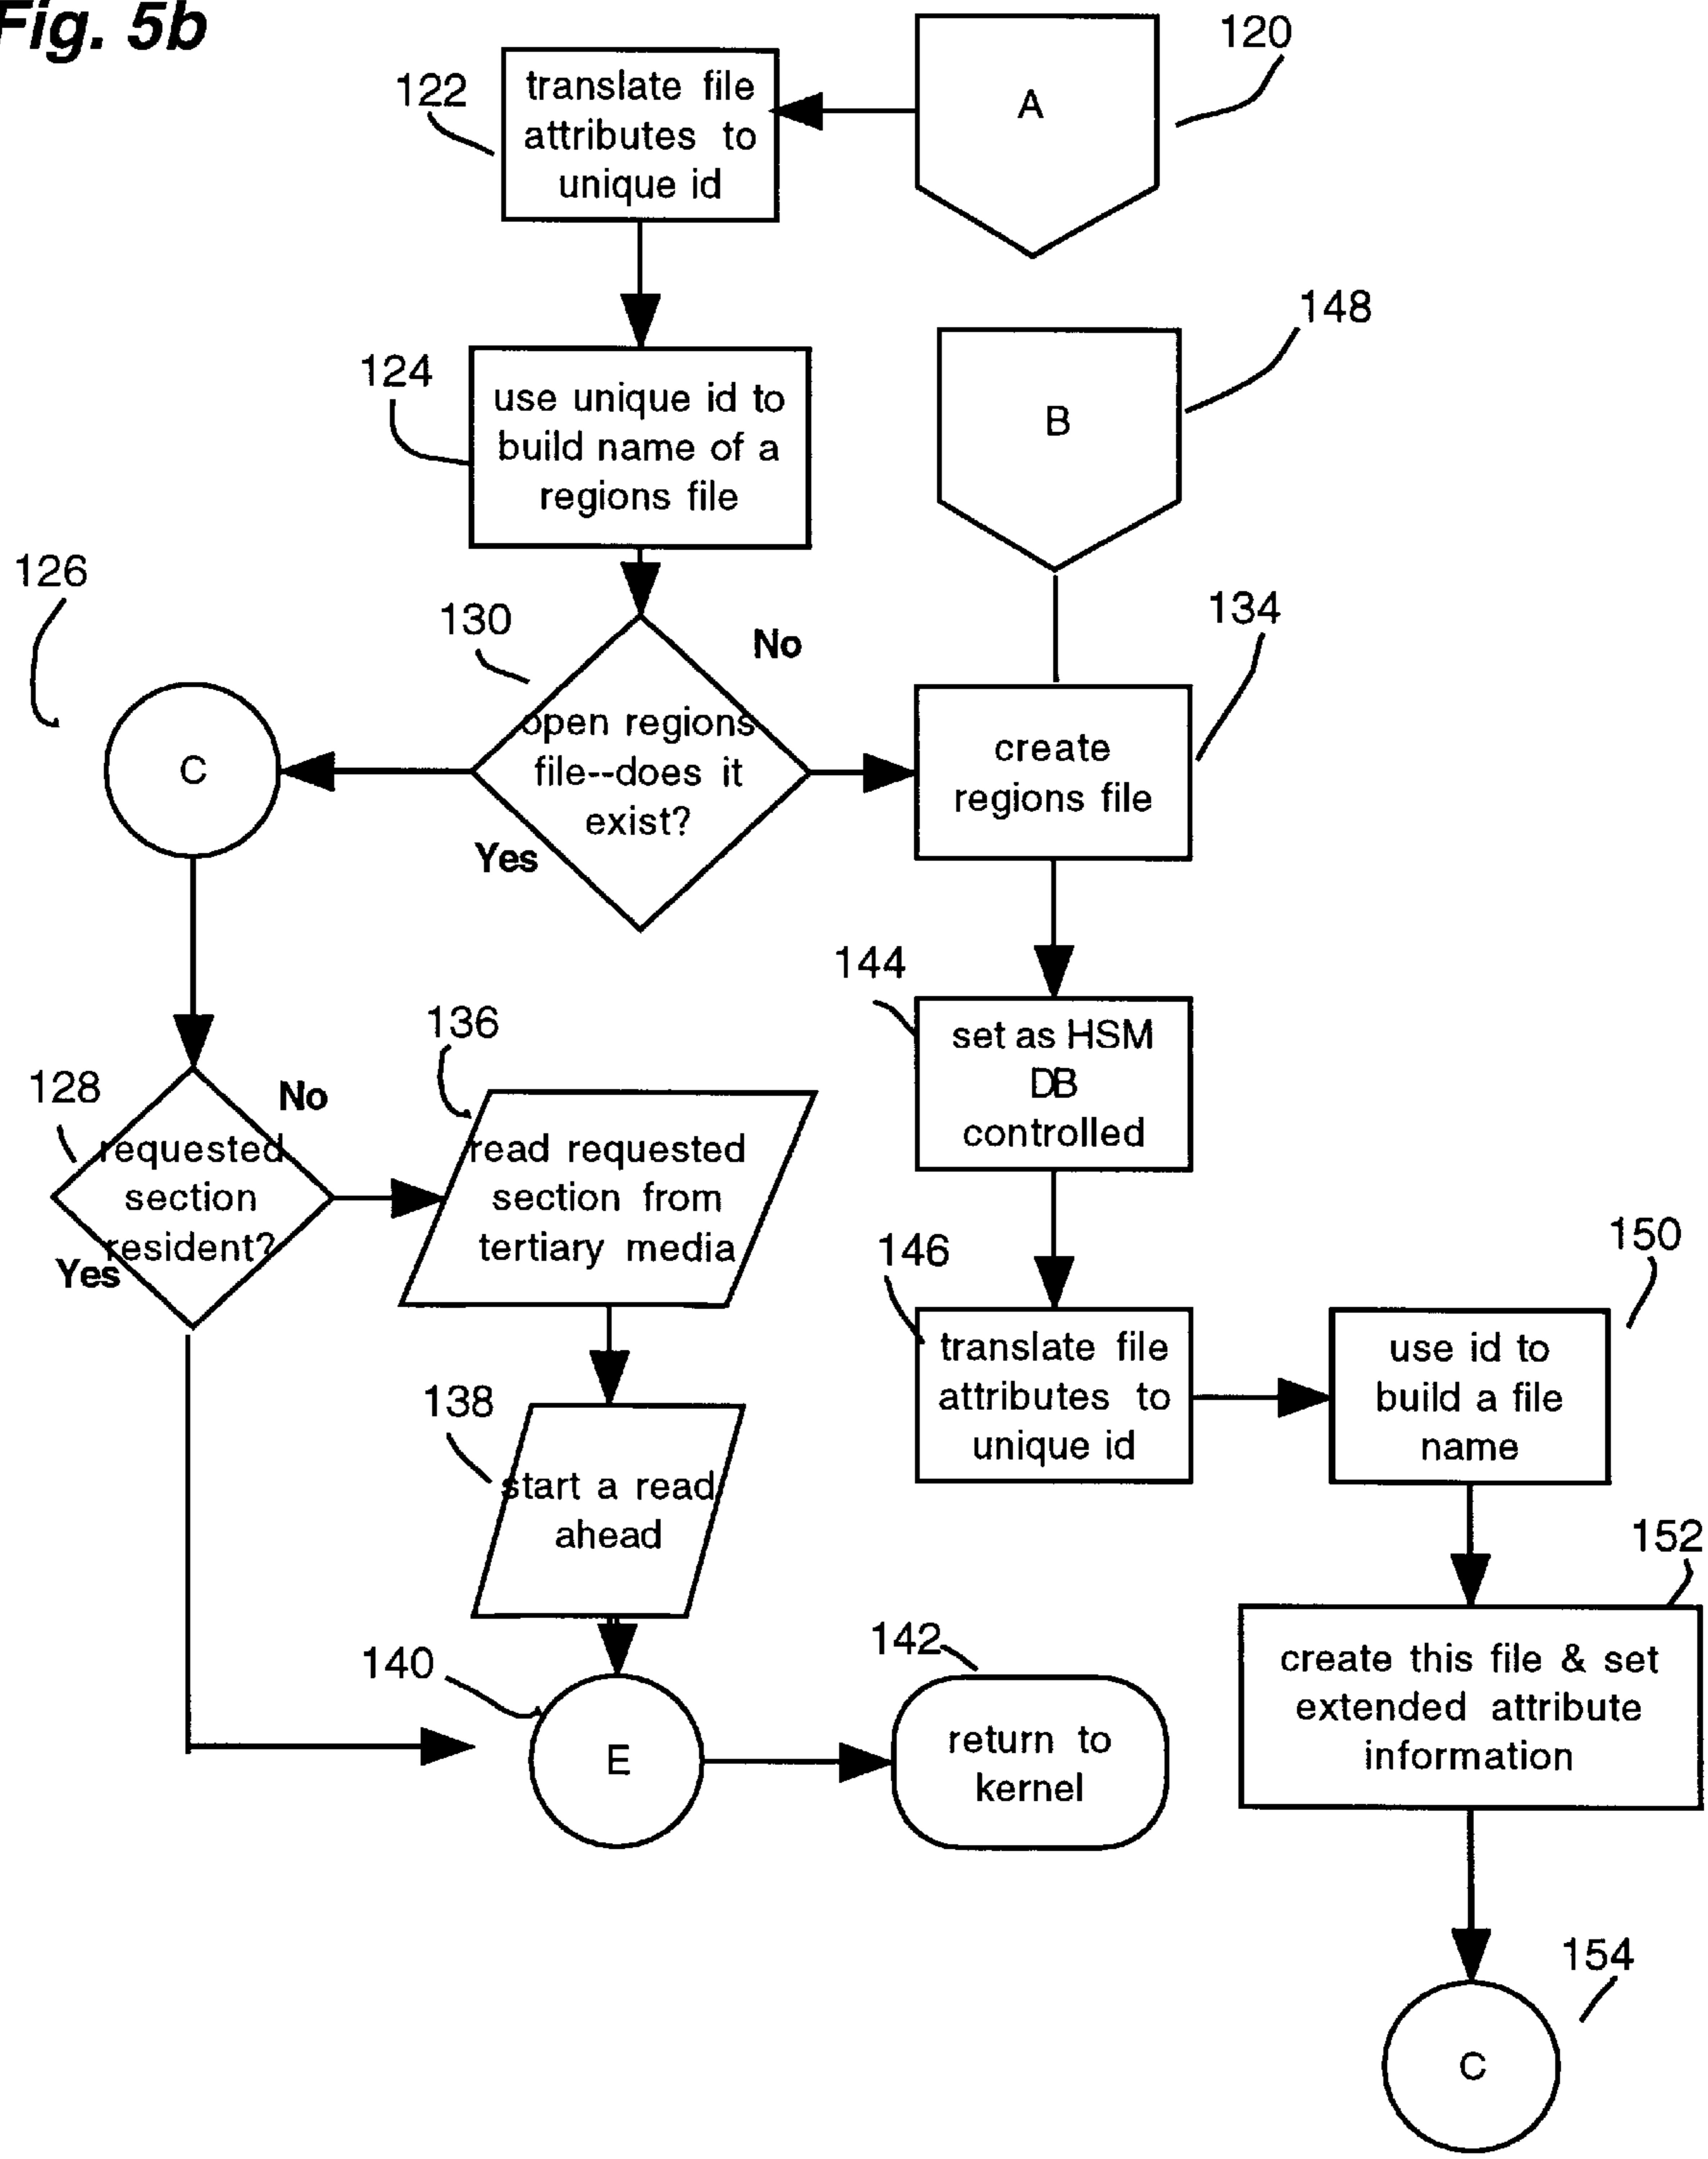 Fig. 5b
120
A
122
translate file
attributes to
unique id
148
B
124
use unique id to
build name of a
regions file
126
C
130
No
open regions
file--does it
exist?
Yes
134
create
regions file
144
set as HSM
DB
controlled
128
No
requested
section
resident?
Yes
136
read requested
section from
tertiary media
146
translate file
attributes to
unique id
150
use id to
build a file
name
138
start a read
ahead
152
create this file & set
extended attribute
information
140
E
142
return to
kernel
154
C